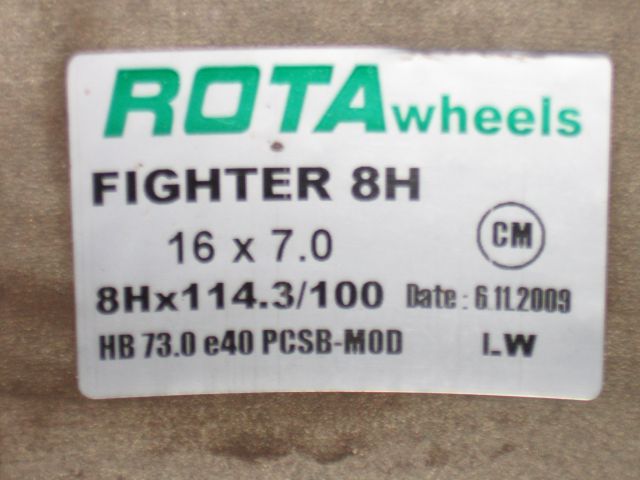 ROTA wheels
FIGHTER 8H
16 x 7.0
CM
8Hx114.3/100 Date : 6.11.2009
HB 73.0 e40 PCSB-MOD I.W